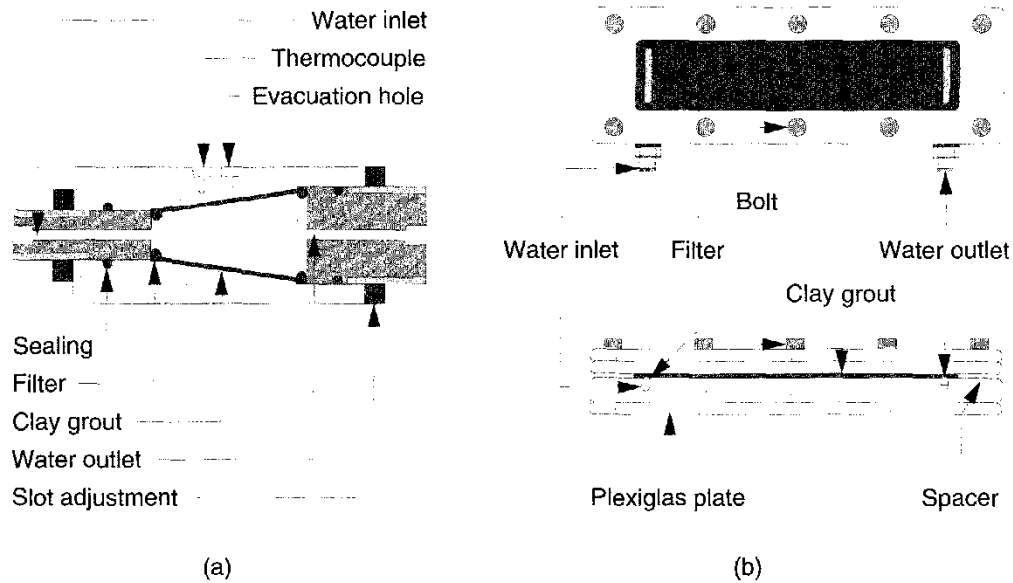 Water inlet
Thermocouple
Evacuation hole
Sealing
Filter
Clay grout
Water outlet
Slot adjustment
(a)
Bolt
Water inlet Filter Water outlet
Clay grout
Plexiglas plate Spacer
(b)